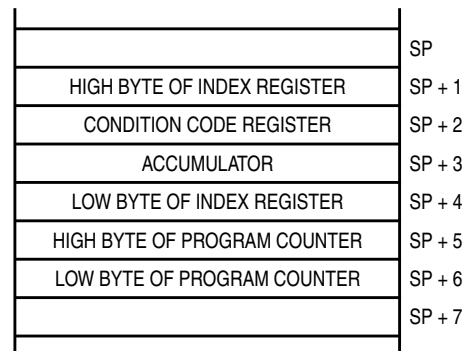 SP
HIGH BYTE OF INDEX REGISTER SP + 1
CONDITION CODE REGISTER SP + 2
ACCUMULATOR SP + 3
LOW BYTE OF INDEX REGISTER SP + 4
HIGH BYTE OF PROGRAM COUNTER SP + 5
LOW BYTE OF PROGRAM COUNTER SP + 6
SP + 7